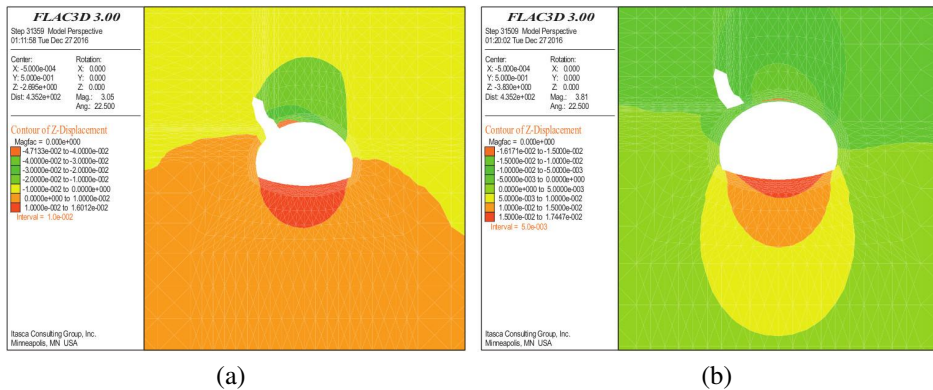 FLAC3D 3.00
Step 31359 Model Perspective
01:11:58 Tue Dec 27 2016
Center:
X: -5.000e-004
Y: 5.000e-001
Z: -2.695e+000
Dist: 4.352e+002
Rotation:
X: 0.000
Y: 0.000
Z: 0.000
Mag.: 3.05
Ang.: 22.500
Contour of Z-Displacement
Magfac = 0.000e+000
-4.7133e-002 to -4.0000e-002
-4.0000e-002 to -3.0000e-002
-3.0000e-002 to -2.0000e-002
-2.0000e-002 to -1.0000e-002
-1.0000e-002 to 0.0000e+000
0.0000e+000 to 1.0000e-002
1.0000e-002 to 1.6012e-002
Interval = 1.0e-002
Itasca Consulting Group, Inc.
Minneapolis, MN USA
(a)
FLAC3D 3.00
Step 31509 Model Perspective
01:20:02 Tue Dec 27 2016
Center:
X: -5.000e-004
Y: 5.000e-001
Z: -3.830e+000
Dist: 4.352e+002
Rotation:
X: 0.000
Y: 0.000
Z: 0.000
Mag.: 3.81
Ang.: 22.500
Contour of Z-Displacement
Magfac = 0.000e+000
-1.6171e-002 to -1.5000e-002
-1.5000e-002 to -1.0000e-002
-1.0000e-002 to -5.0000e-003
-5.0000e-003 to 0.0000e+000
0.0000e+000 to 5.0000e-003
5.0000e-003 to 1.0000e-002
1.0000e-002 to 1.5000e-002
1.5000e-002 to 1.7447e-002
Interval = 5.0e-003
Itasca Consulting Group, Inc.
Minneapolis, MN USA
(b)